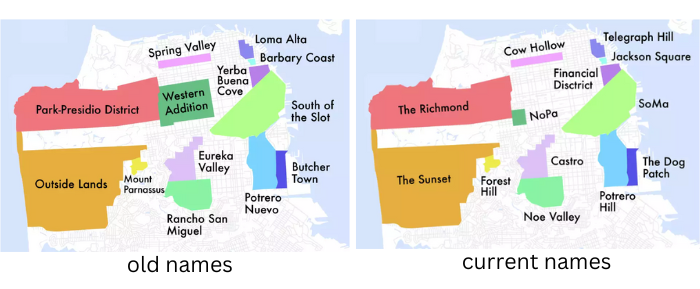 Loma Alta
Spring Valley
Barbary Coast
Yerba
Buena
Cove
Western
Addition
Park-Presidio District
South of
the Slot
Eureka
Valley
Butcher
Town
Outside Lands
Mount
Parnassus
Potrero
Nuevo
Rancho San
Miguel
old names
Telegraph Hill
Cow Hollow
Jackson Square
Financial
District
The Richmond
SoMa
NoPa
Castro
The Dog
Patch
The Sunset
Forest
Hill
Potrero
Hill
Noe Valley
current names